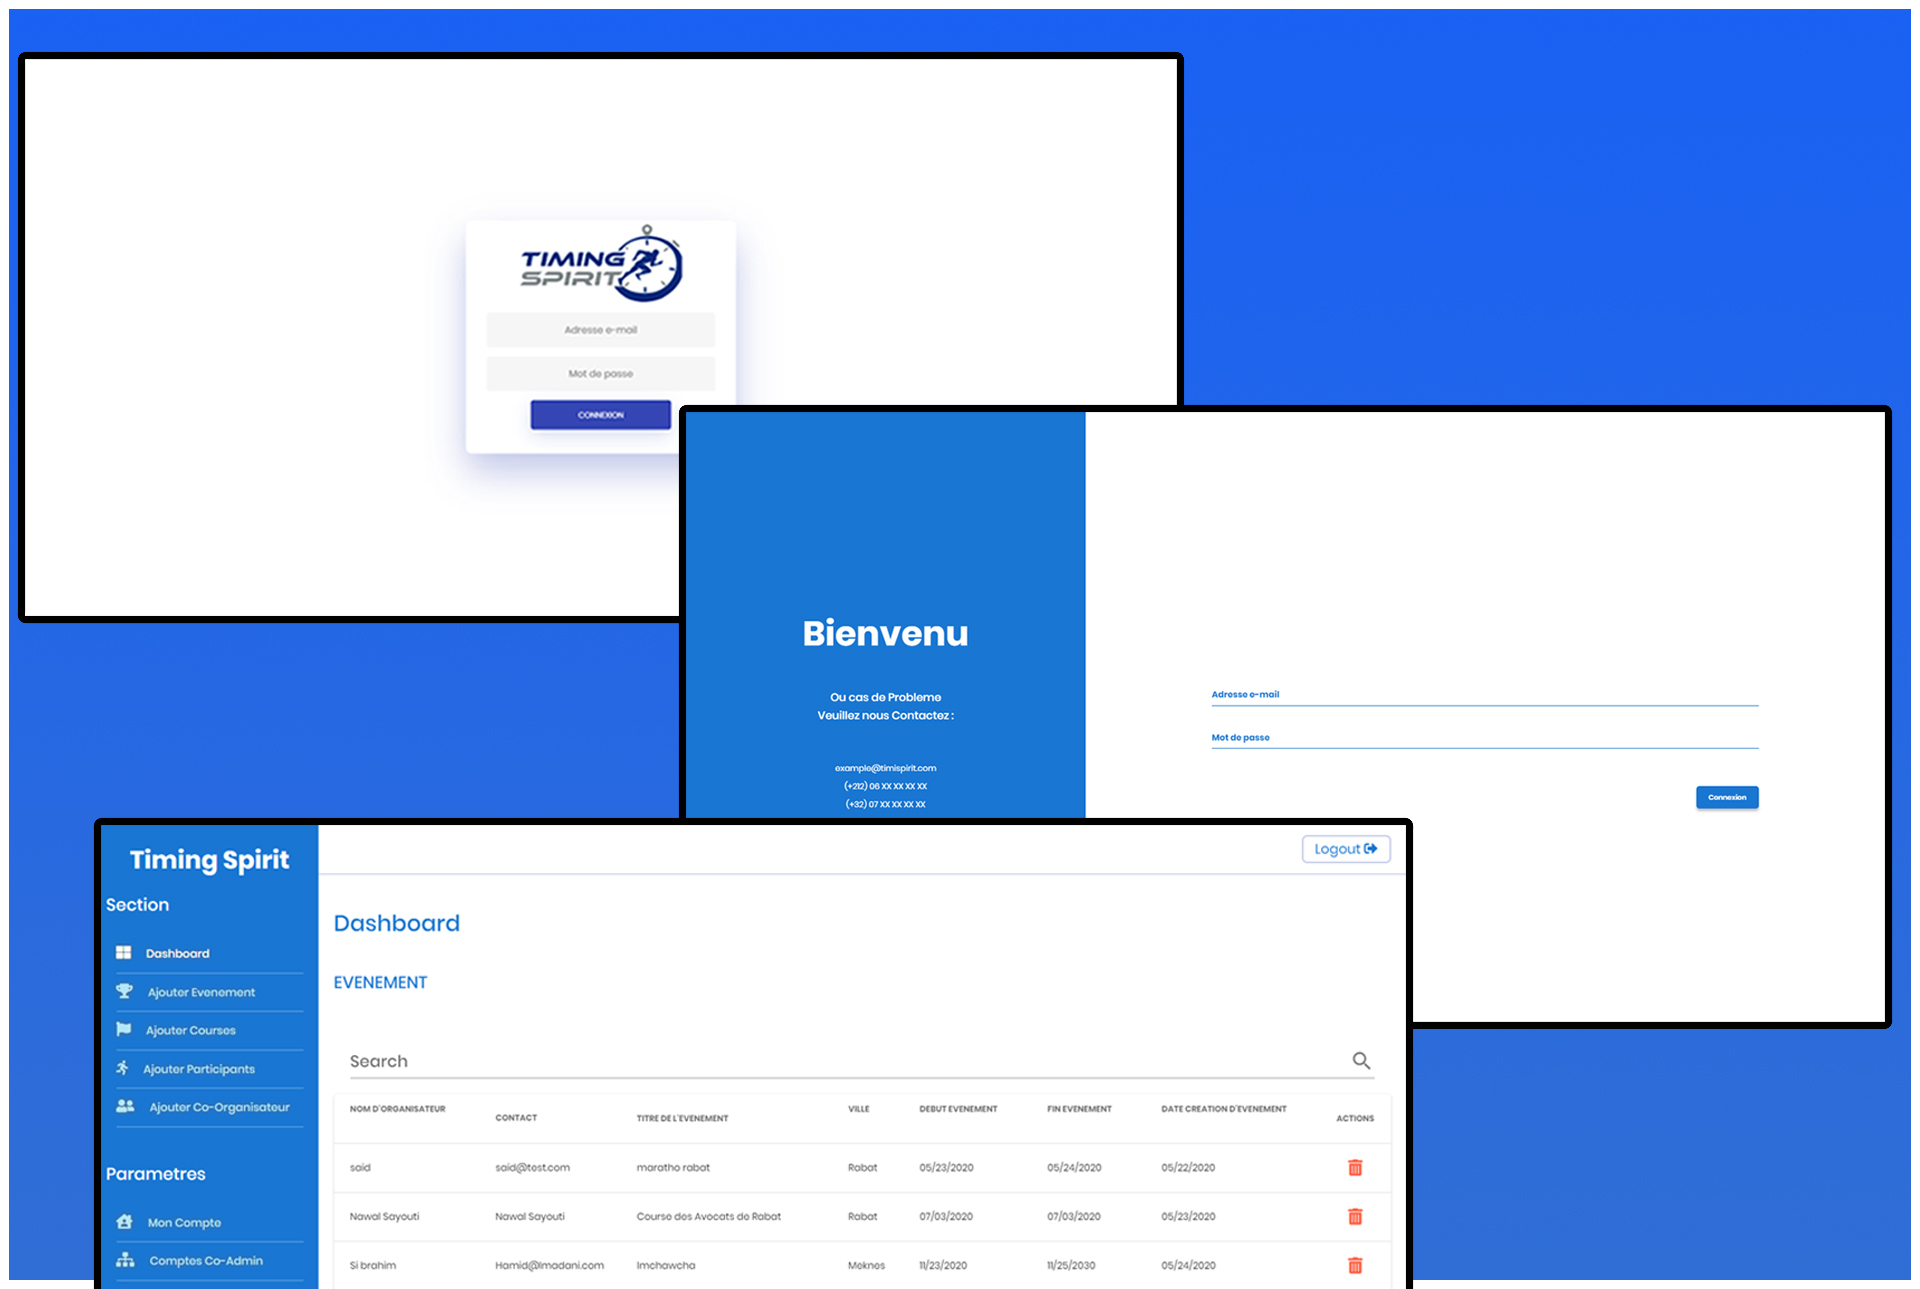 TIMING
SPIRIT
Adresse e-mail
Mot de passe
CONNEXION
Bienvenu
Ou cas de Probleme
Veuillez nous Contactez :
example@timispirit.com
(+212) 06 XX XX XX XX
(+32) 07 XX XX XX XX
Adresse e-mail
Mot de passe
Connexion
Timing Spirit
Section
Dashboard
Ajouter Evenement
Ajouter Courses
Ajouter Participants
Ajouter Co-Organisateur
Parametres
Mon Compte
Comptes Co-Admin
Logout
Dashboard
EVENEMENT
Search
NOM D'ORGANISATEUR CONTACT TITRE DE L'EVENEMENT VILLE DEBUT EVENEMENT FIN EVENEMENT DATE CREATION D'EVENEMENT ACTIONS
said said@test.com maratho rabat Rabat 05/23/2020 05/24/2020 05/22/2020
Nawal Sayouti Nawal Sayouti Course des Avocats de Rabat Rabat 07/03/2020 07/03/2020 05/23/2020
Si brahim Hamid@lmadani.com Imchawcha Meknes 11/23/2020 11/25/2030 05/24/2020